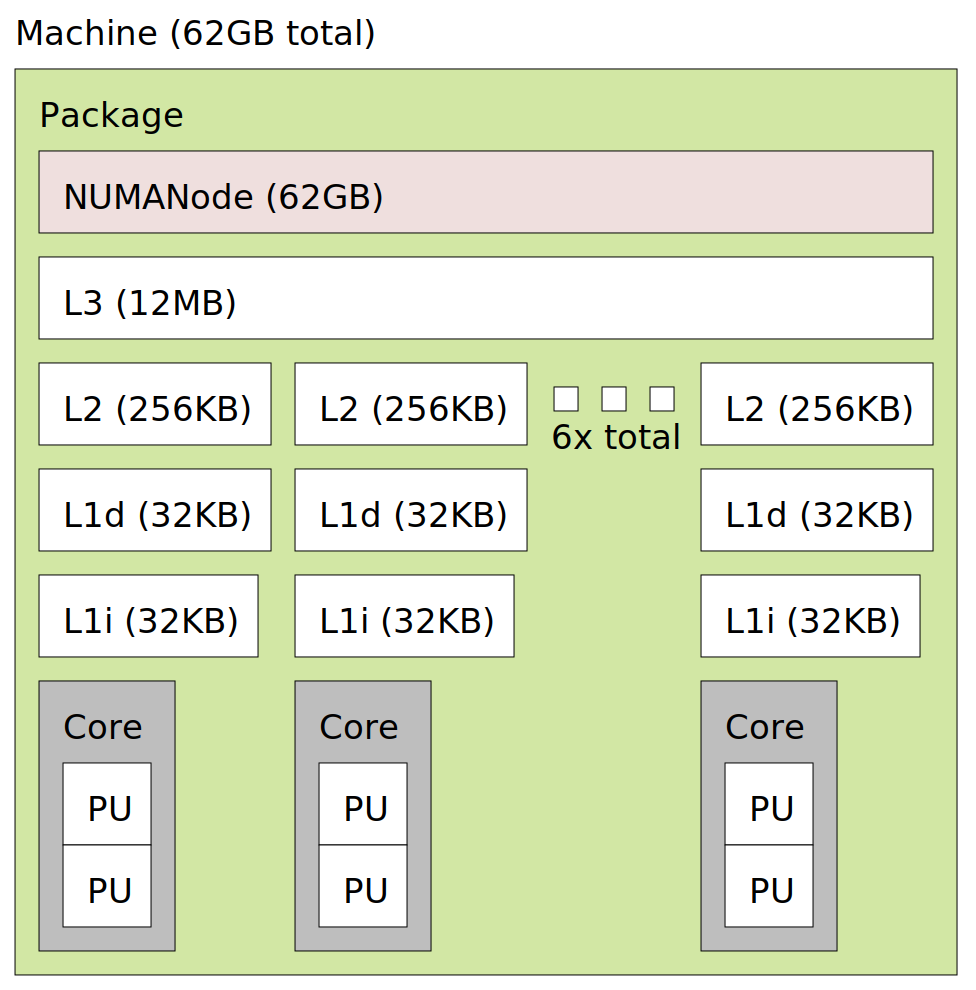 Machine (62GB total)
Package
NUMANode (62GB)
L3 (12MB)
L2 (256KB) L2 (256KB) L2 (256KB)
6x total
L1d (32KB) L1d (32KB) L1d (32KB)
L1i (32KB) L1i (32KB) L1i (32KB)
Core Core Core
PU PU PU
PU PU PU